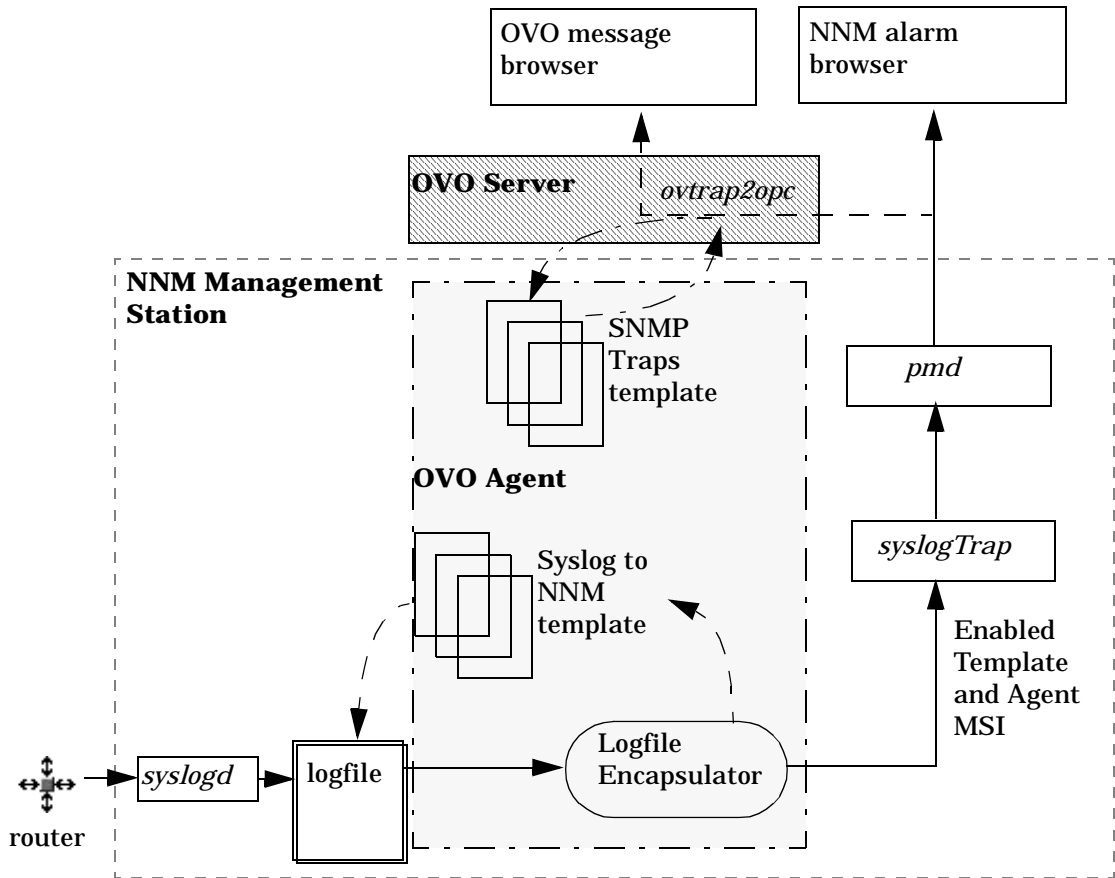 OVO message
browser
NNM alarm
browser
OVO Server
ovtrap2opc
NNM Management
Station
SNMP
Traps
template
pmd
OVO Agent
syslogTrap
Syslog to
NNM
template
Enabled
Template
and Agent
MSI
Logfile
Encapsulator
syslogd
logfile
router